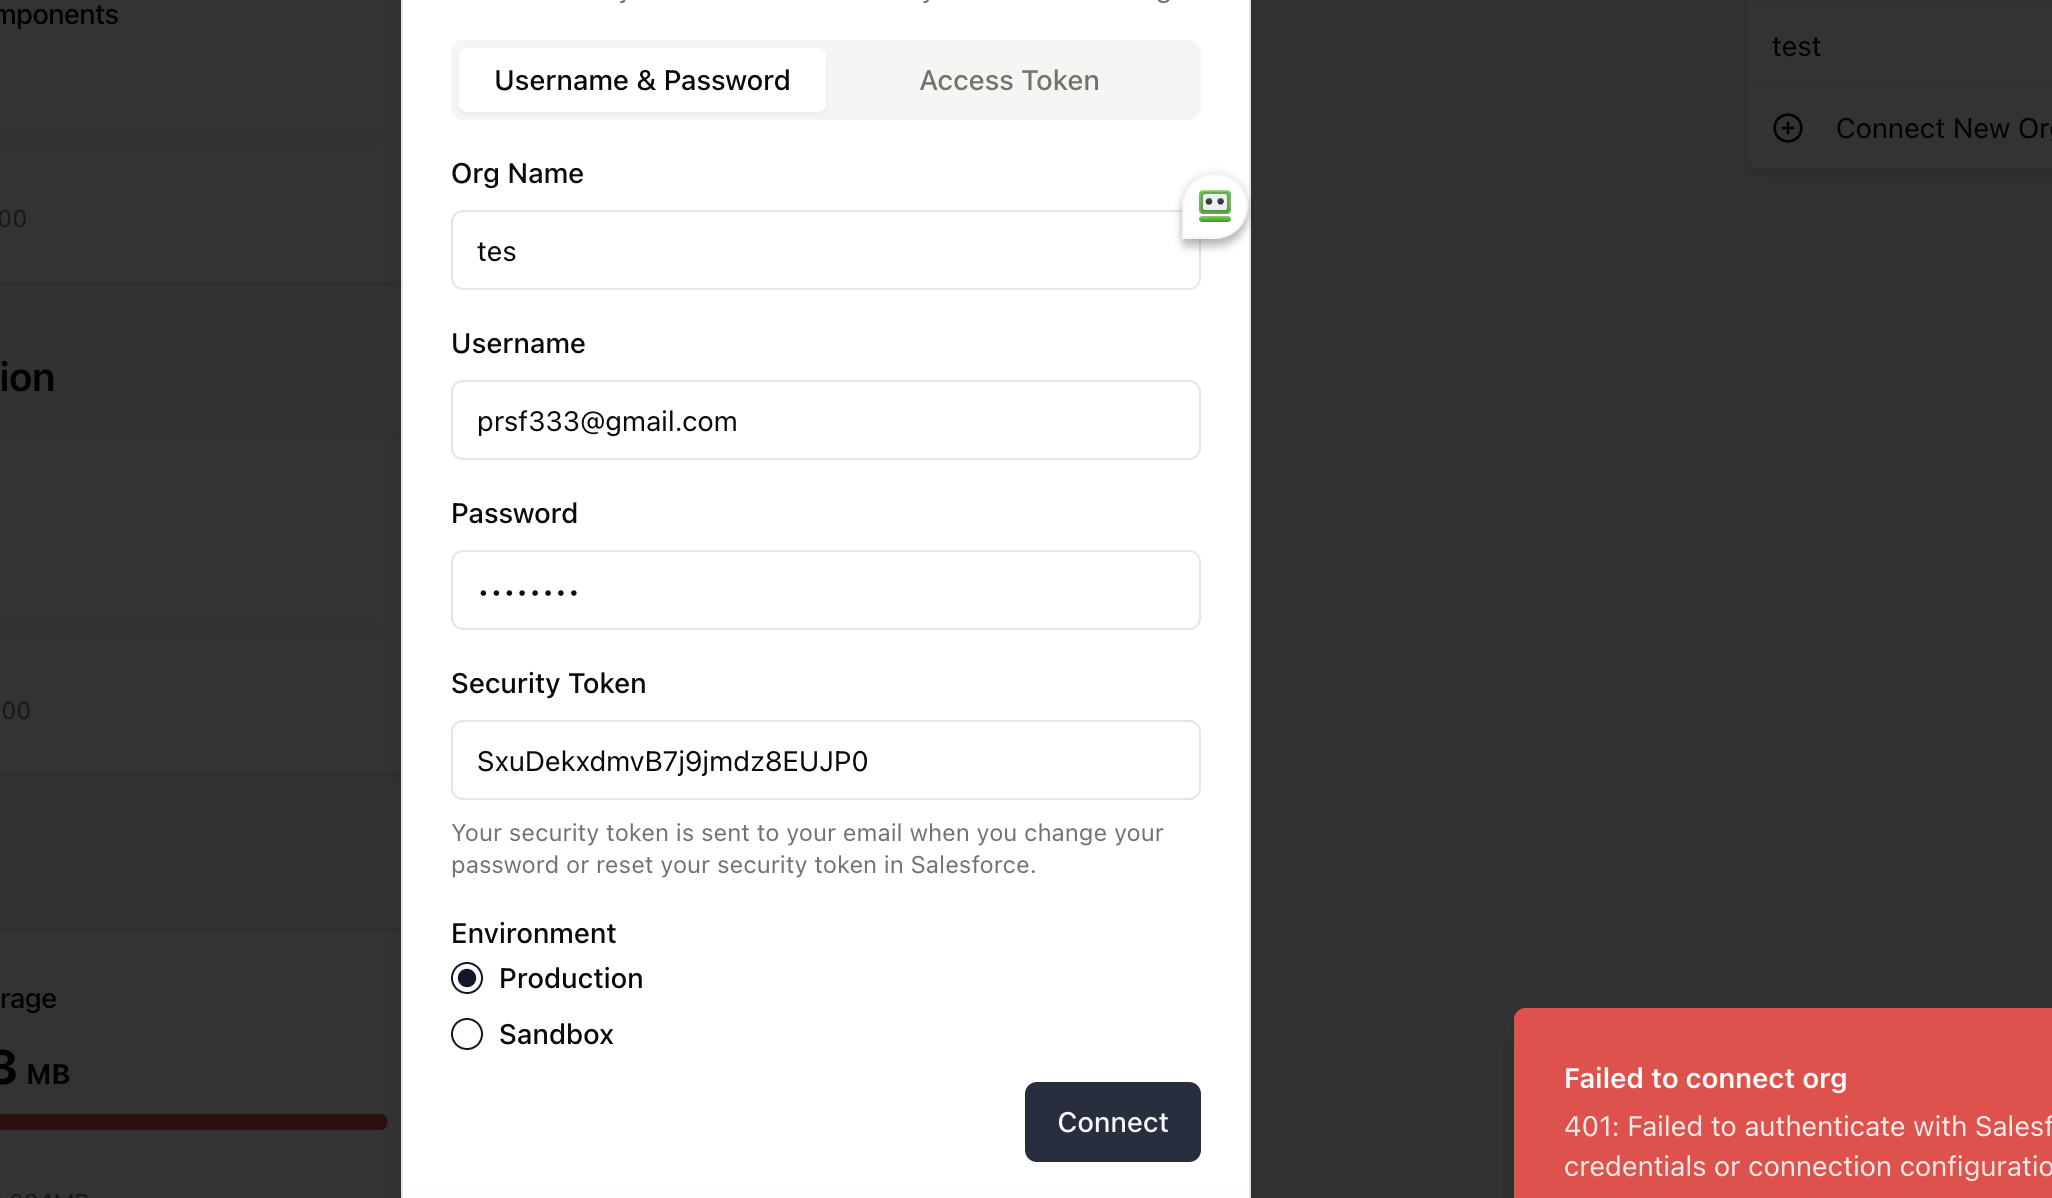 Username & Password
Access Token
Org Name
tes
Username
prsf333@gmail.com
Password
Security Token
SxuDekxdmvB7j9jmdz8EUJP0
Your security token is sent to your email when you change your
password or reset your security token in Salesforce.
Environment
Production
Sandbox
Connect
mponents
00
ion
00
rage
3 MB
test
Connect New Or
Failed to connect org
401: Failed to authenticate with Salesf
credentials or connection configuratio